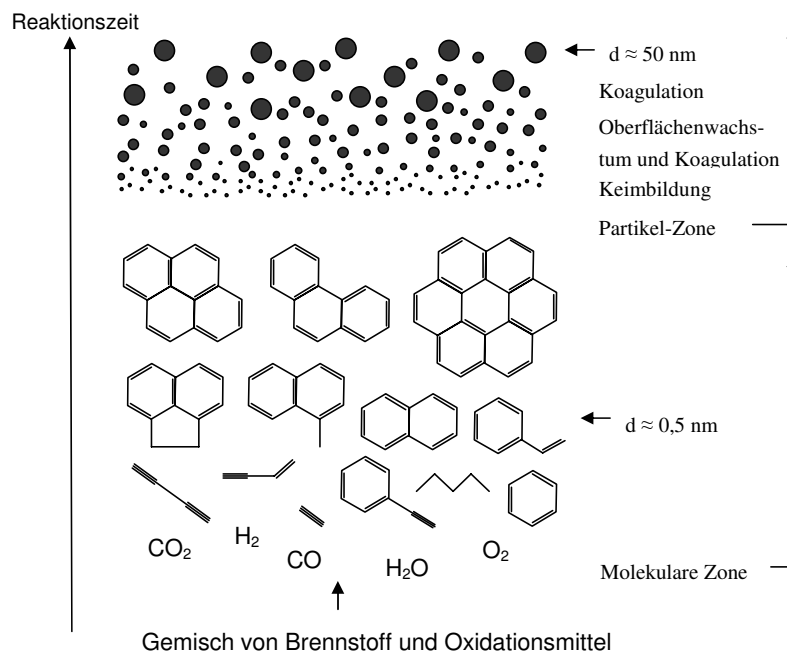 Reaktionszeit
d ≈ 50 nm
Koagulation
Oberflächenwachs-
tum und Koagulation
Keimbildung
Partikel-Zone
d ≈ 0,5 nm
CO₂
H₂
CO
H₂O
O₂
Molekulare Zone
Gemisch von Brennstoff und Oxidationsmittel